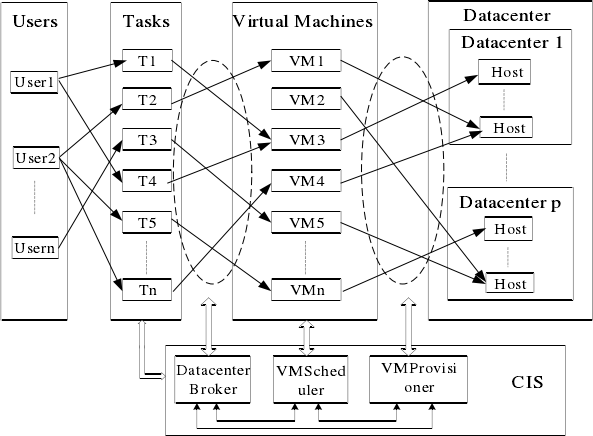 Users
Tasks
Virtual Machines
Datacenter
Datacenter 1
User1
User2
Usern
T1
T2
T3
T4
T5
Tn
VM1
VM2
VM3
VM4
VM5
VMn
Host
Host
Datacenter p
Host
Host
Datacenter
Broker
VMSched
uler
VMProvisi
oner
CIS